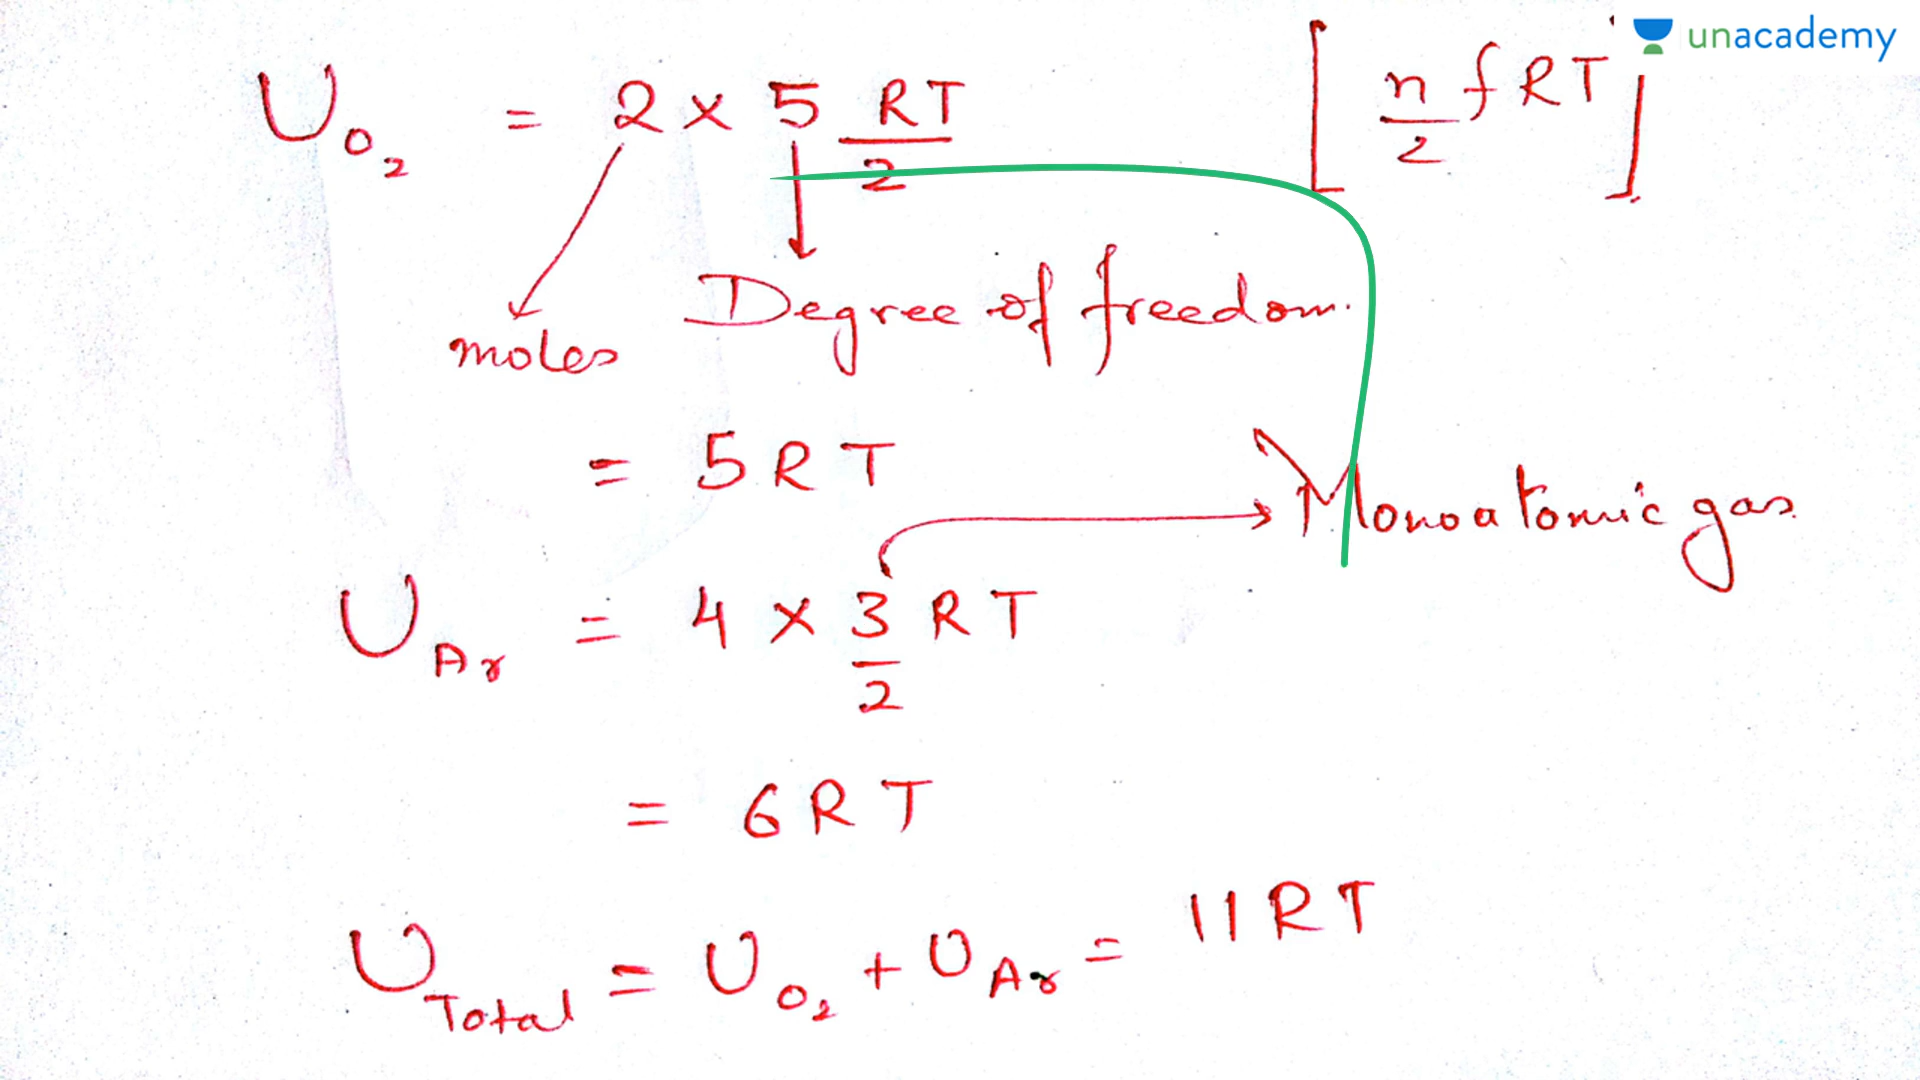 unacademy
U_O₂ = 2 × 5 RT/2 [n/2 f RT]
moles Degree of freedom.
= 5RT
Monoatomic gas
U_Ar = 4 × 3/2 RT
= 6RT
U_Total = U_O₂ + U_Ar = 11RT